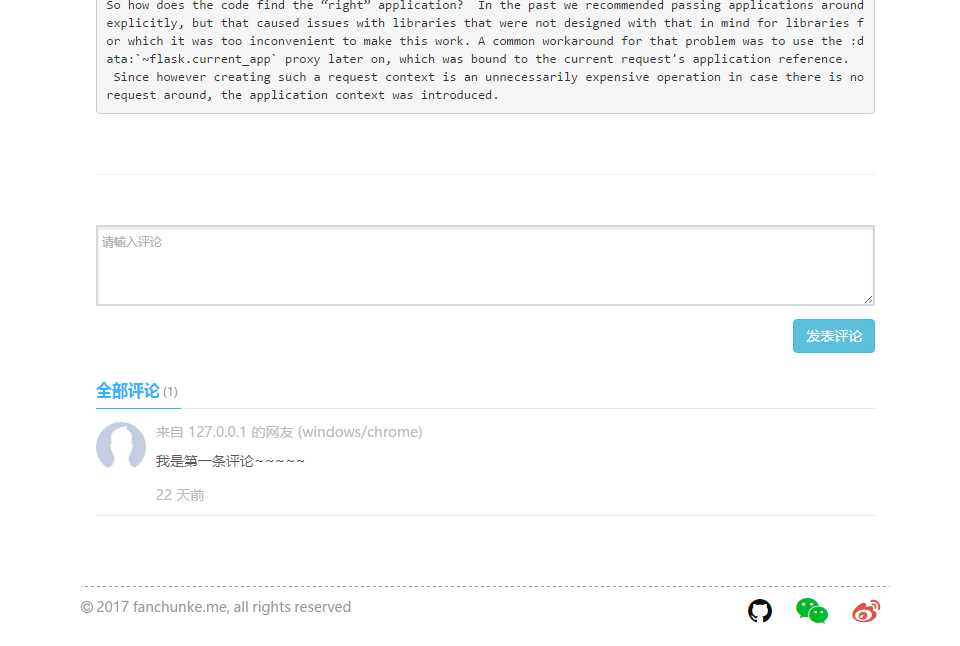 So how does the code find the “right” application?  In the past we recommended passing applications around
explicitly, but that caused issues with libraries that were not designed with that in mind for libraries f
or which it was too inconvenient to make this work. A common workaround for that problem was to use the :d
ata:`~flask.current_app` proxy later on, which was bound to the current request's application reference.
 Since however creating such a request context is an unnecessarily expensive operation in case there is no
request around, the application context was introduced.
请输入评论
发表评论
全部评论 (1)
来自 127.0.0.1 的网友 (windows/chrome)
我是第一条评论~~~~~
22 天前
© 2017 fanchunke.me, all rights reserved